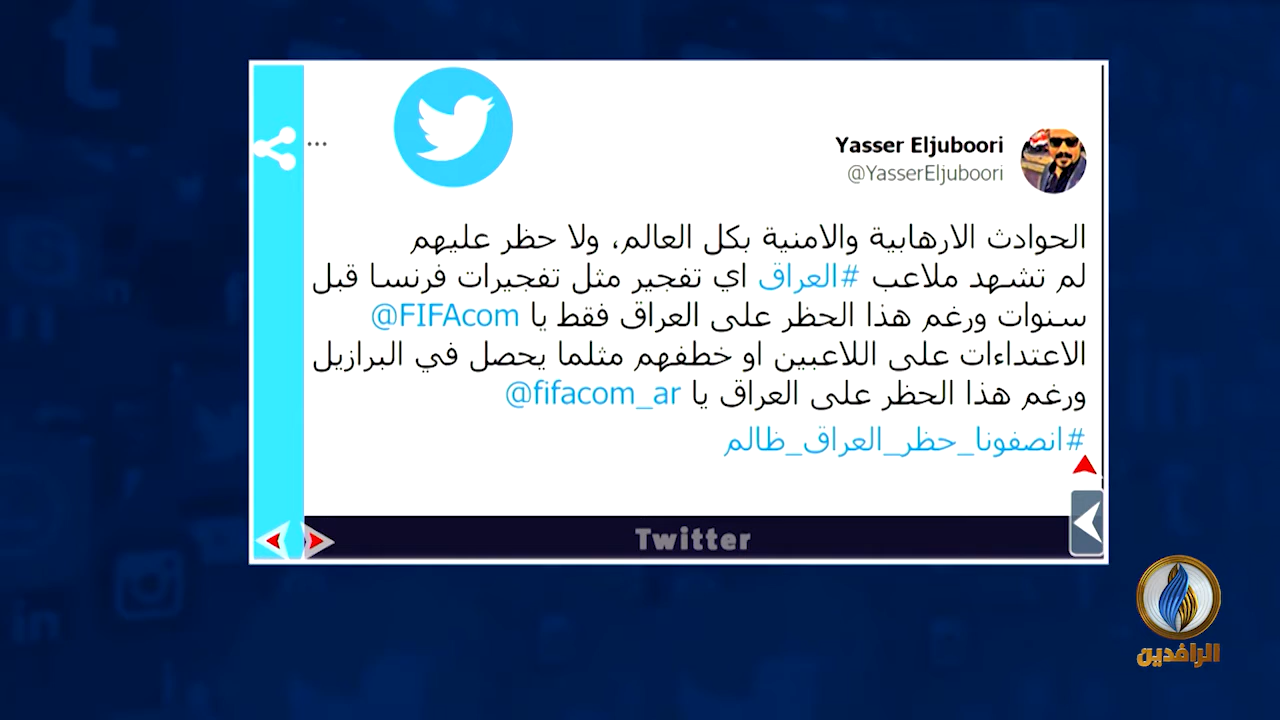 Yasser Eljuboori
@YasserEljuboori
الحوادث الارهابية والامنية بكل العالم، ولا حظر عليهم
لم تشهد ملاعب #العراق اي تفجير مثل تفجيرات فرنسا قبل
سنوات ورغم هذا الحظر على العراق فقط يا @FIFAcom
الاعتداءات على اللاعبين او خطفهم مثلما يحصل في البرازيل
ورغم هذا الحظر على العراق يا @fifacom_ar
#انصفونا_حظر_العراق_ظالم
Twitter
الرافدين